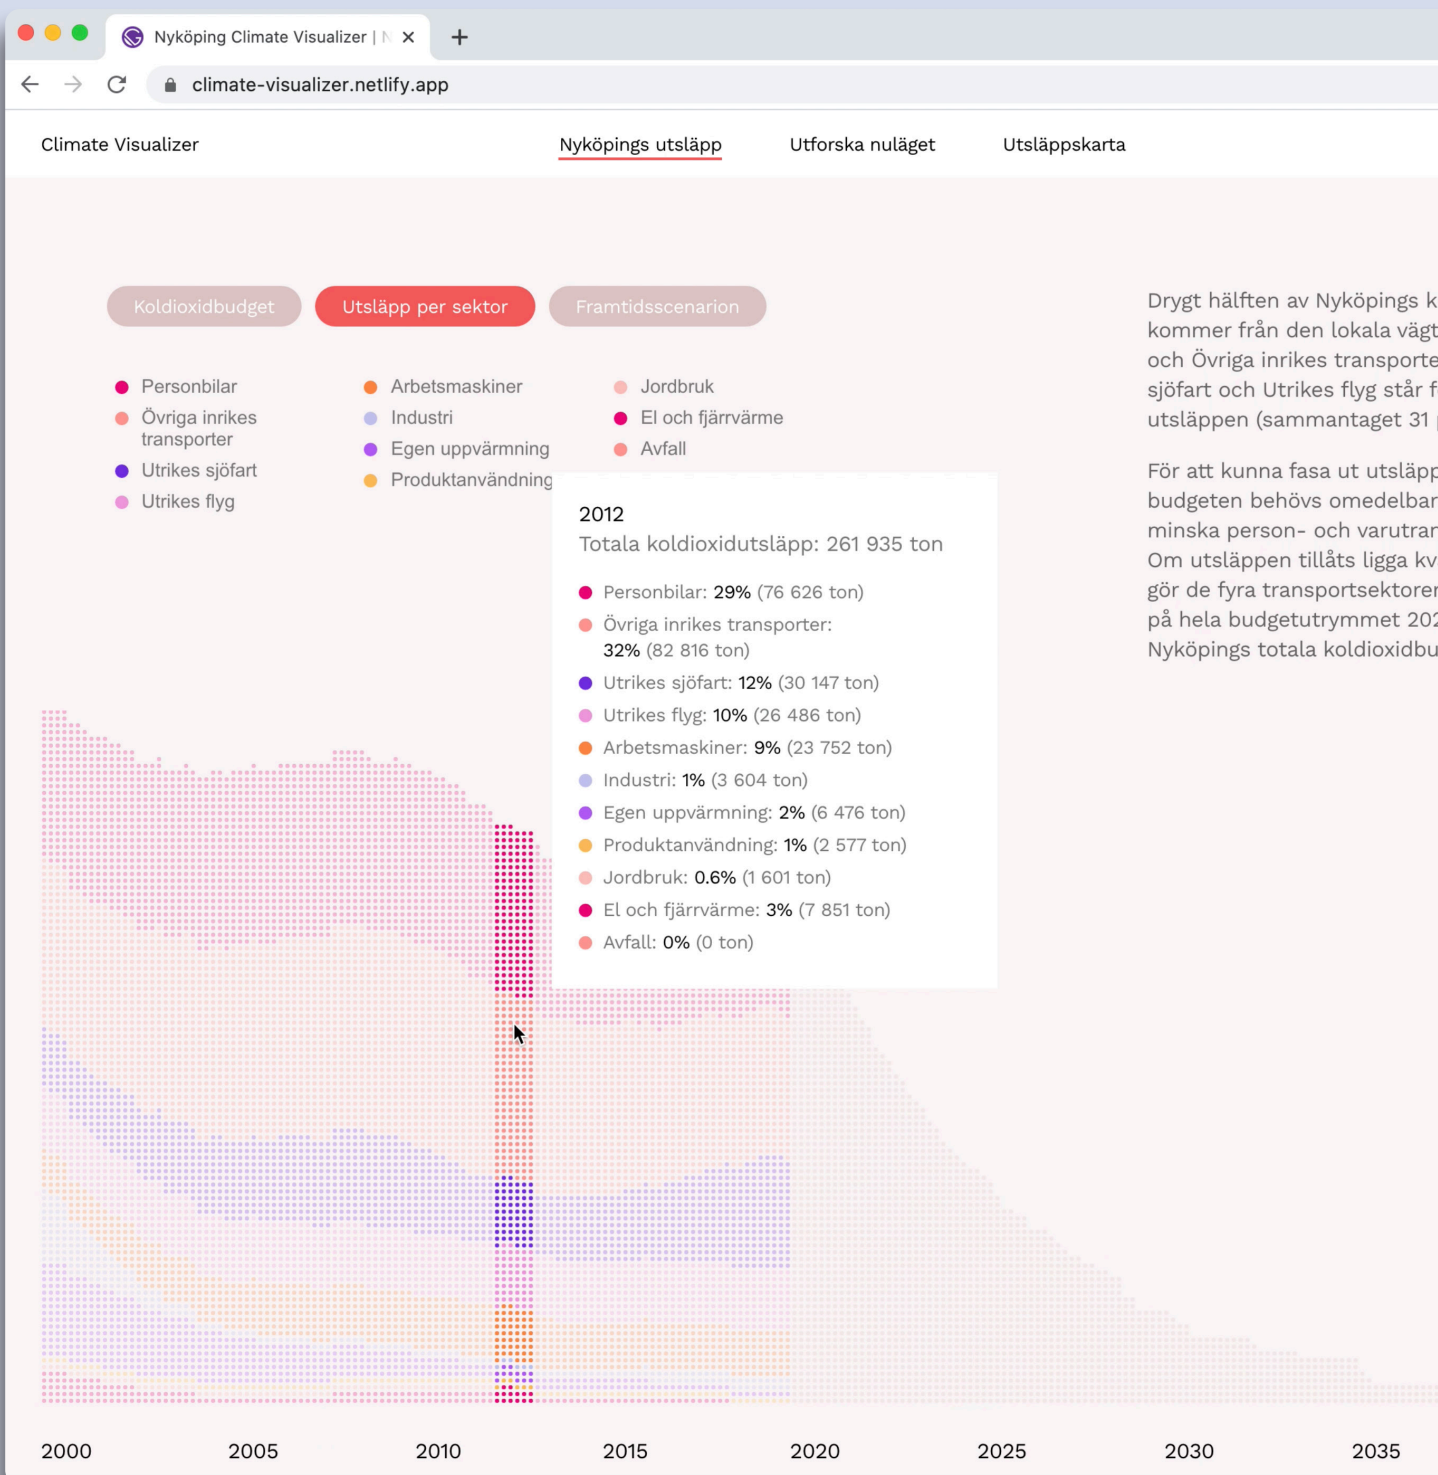 Nyköping Climate Visualizer |
climate-visualizer.netlify.app
Climate Visualizer
Nyköpings utsläpp
Utforska nuläget
Utsläppskarta
Koldioxidbudget
Utsläpp per sektor
Framtidsscenarion
Personbilar
Övriga inrikes
transporter
Utrikes sjöfart
Utrikes flyg
Arbetsmaskiner
Industri
Egen uppvärmning
Produktanvändning
Jordbruk
El och fjärrvärme
Avfall
2012
Totala koldioxidutsläpp: 261 935 ton
Personbilar: 29% (76 626 ton)
Övriga inrikes transporter:
32% (82 816 ton)
Utrikes sjöfart: 12% (30 147 ton)
Utrikes flyg: 10% (26 486 ton)
Arbetsmaskiner: 9% (23 752 ton)
Industri: 1% (3 604 ton)
Egen uppvärmning: 2% (6 476 ton)
Produktanvändning: 1% (2 577 ton)
Jordbruk: 0.6% (1 601 ton)
El och fjärrvärme: 3% (7 851 ton)
Avfall: 0% (0 ton)
Drygt hälften av Nyköpings k
kommer från den lokala vägt
och Övriga inrikes transporte
sjöfart och Utrikes flyg står f
utsläppen (sammantaget 31
För att kunna fasa ut utsläpp
budgeten behövs omedelbar
minska person- och varutran
Om utsläppen tillåts ligga kv
gör de fyra transportsektorer
på hela budgetutrymmet 202
Nyköpings totala koldioxidbu
2000
2005
2010
2015
2020
2025
2030
2035